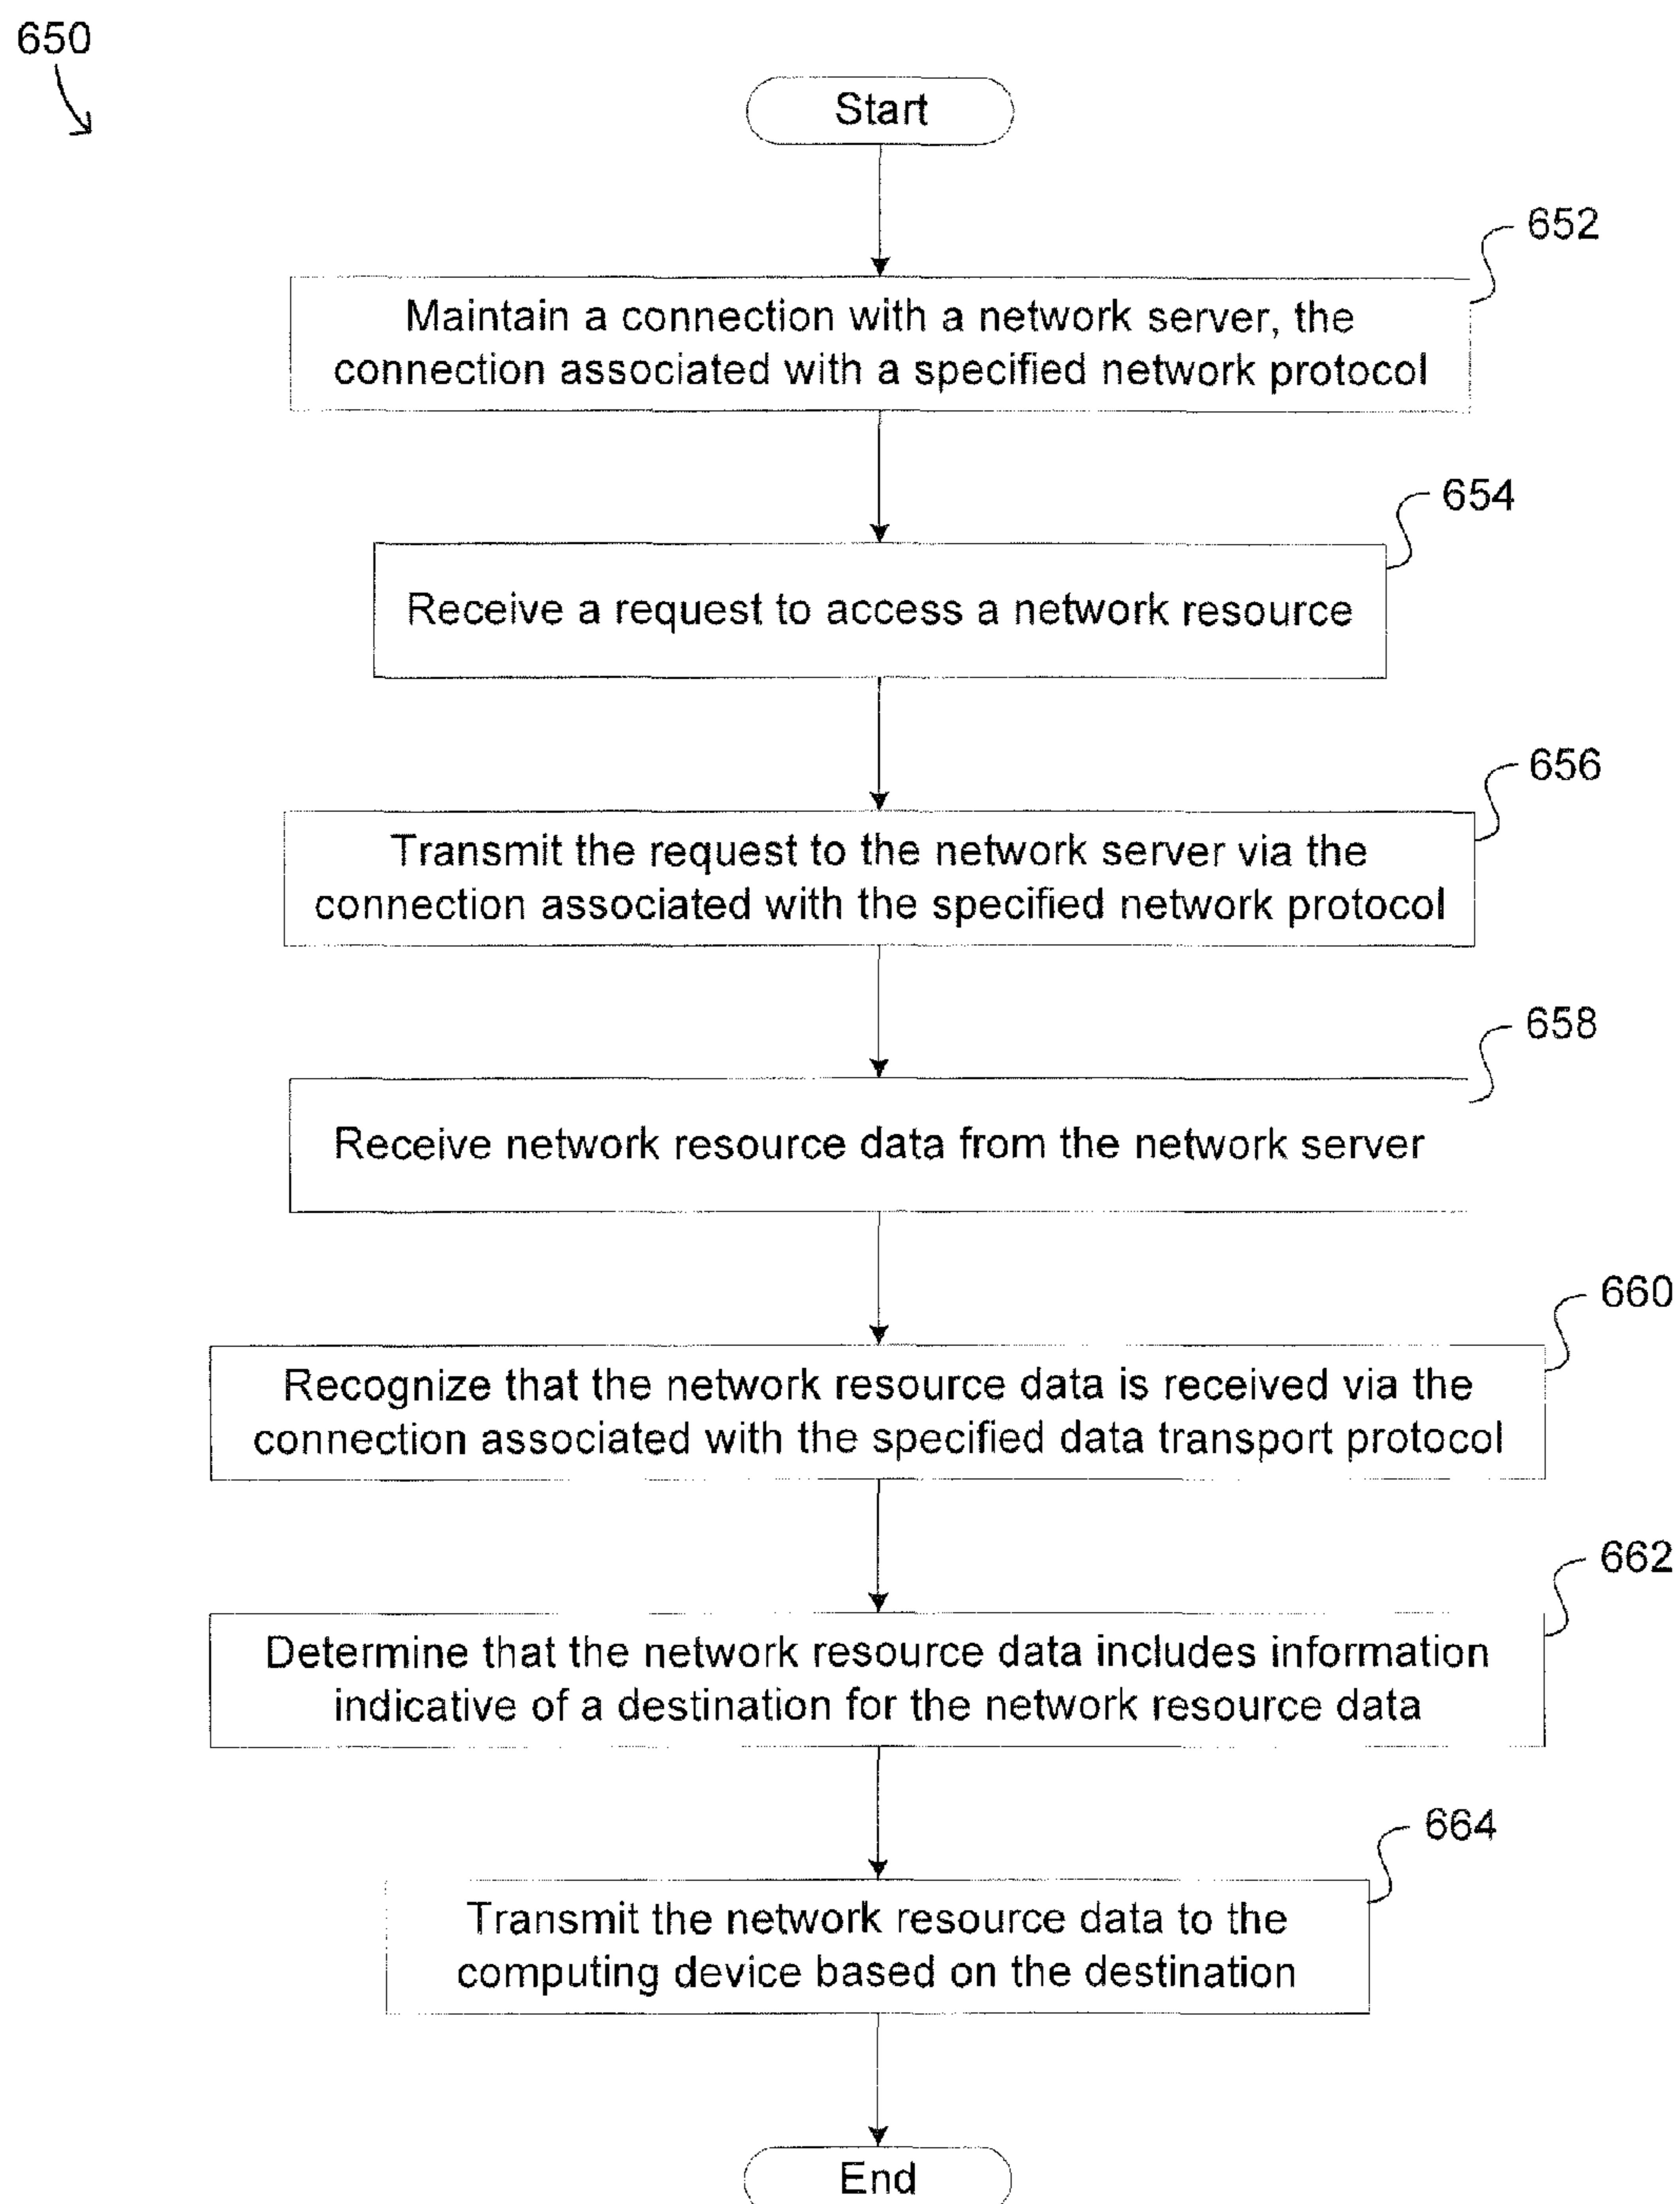 650
Start
652
Maintain a connection with a network server, the
connection associated with a specified network protocol
654
Receive a request to access a network resource
656
Transmit the request to the network server via the
connection associated with the specified network protocol
658
Receive network resource data from the network server
660
Recognize that the network resource data is received via the
connection associated with the specified data transport protocol
662
Determine that the network resource data includes information
indicative of a destination for the network resource data
664
Transmit the network resource data to the
computing device based on the destination
End